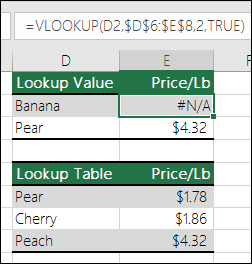 =VLOOKUP(D2,$D$6:$E$8,2,TRUE)
D E
Lookup Value Price/Lb
Banana #N/A
Pear $4.32
Lookup Table Price/Lb
Pear $1.78
Cherry $1.86
Peach $4.32